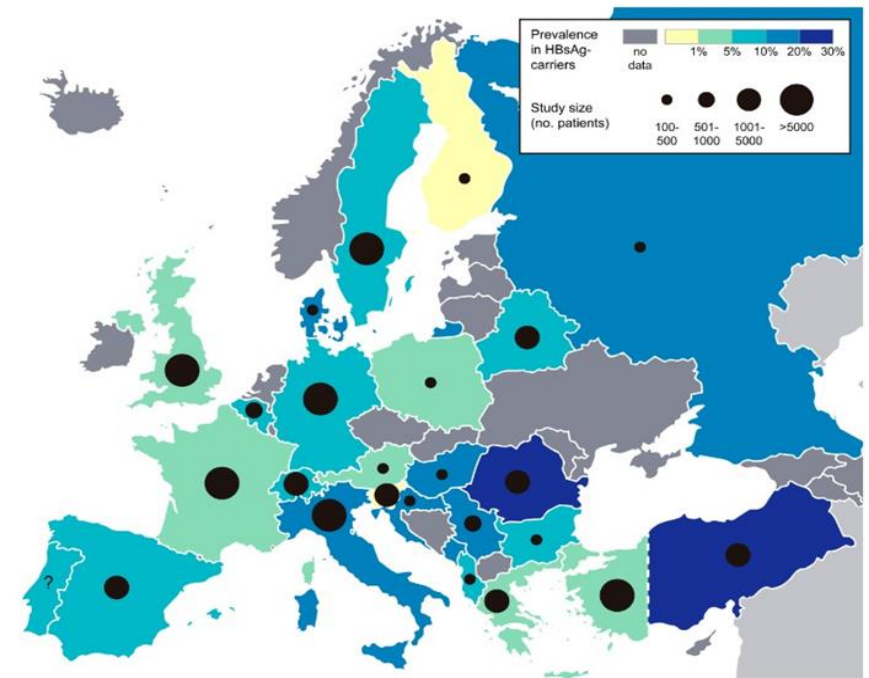 Prevalence
in HBsAg-
carriers
no
data
1% 5% 10% 20% 30%
Study size
(no. patients)
100-
500
501-
1000
1001-
5000
>5000
?